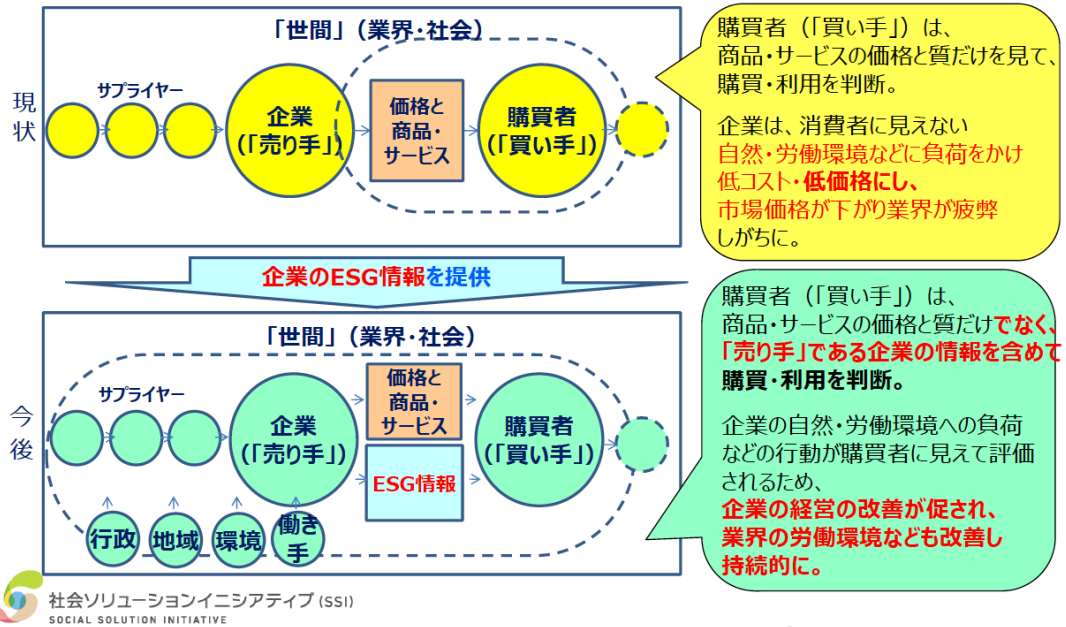 「世間」(業界・社会)
現状
サプライヤー
企業
(「売り手」)
価格と
商品・
サービス
購買者
(「買い手」)
購買者(「買い手」)は、
商品・サービスの価格と質だけを見て、
購買・利用を判断。
企業は、消費者に見えない
自然・労働環境などに負荷をかけ
低コスト・低価格にし、
市場価格が下がり業界が疲弊
しがちに。
企業のESG情報を提供
「世間」(業界・社会)
今後
サプライヤー
企業
(「売り手」)
価格と
商品・
サービス
ESG情報
購買者
(「買い手」)
行政
地域
環境
働き
手
購買者(「買い手」)は、
商品・サービスの価格と質だけでなく、
「売り手」である企業の情報を含めて
購買・利用を判断。
企業の自然・労働環境への負荷
などの行動が購買者に見えて評価
されるため、
企業の経営の改善が促され、
業界の労働環境なども改善し
持続的に。
社会ソリューションイニシアティブ (SSI)
SOCIAL SOLUTION INITIATIVE